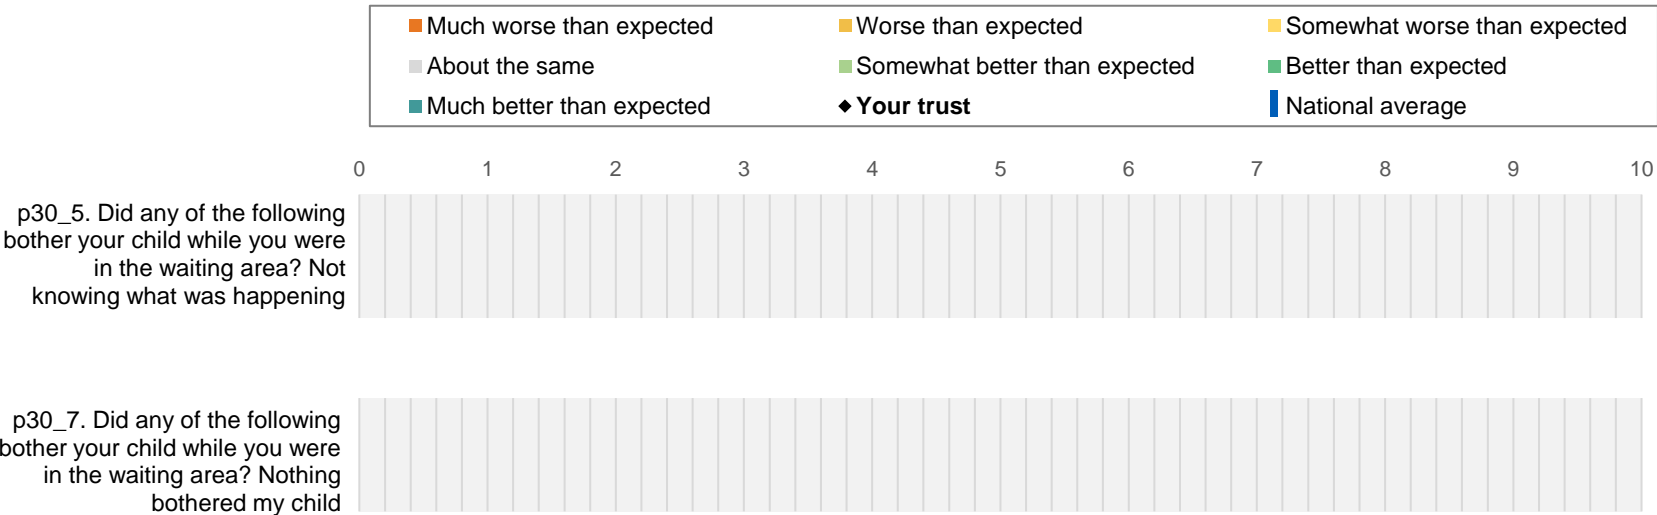 Much worse than expected
Worse than expected
Somewhat worse than expected
About the same
Somewhat better than expected
Better than expected
Much better than expected
Your trust
National average
0 1 2 3 4 5 6 7 8 9 10
p30_5. Did any of the following
bother your child while you were
in the waiting area? Not
knowing what was happening
p30_7. Did any of the following
bother your child while you were
in the waiting area? Nothing
bothered my child